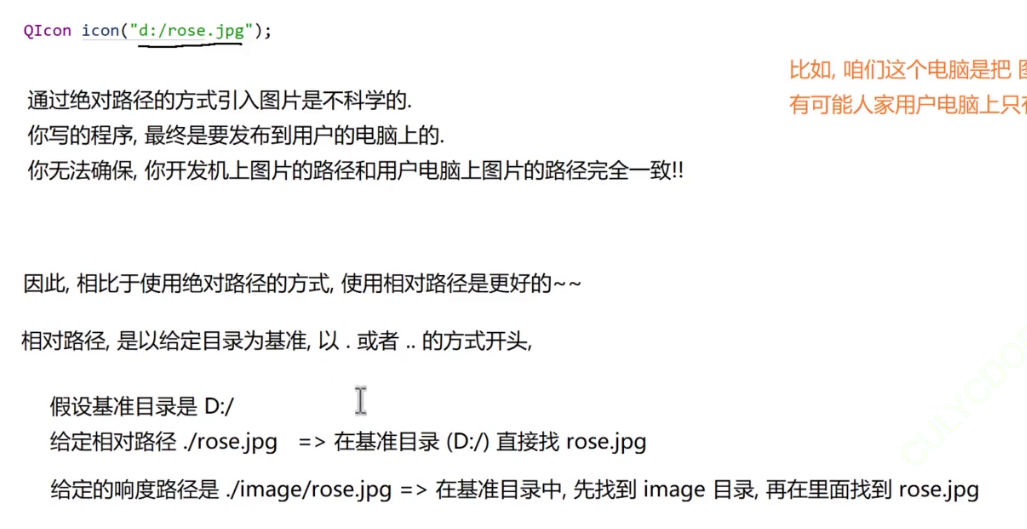 QIcon icon("d:/rose.jpg");
比如, 咱们这个电脑是把
通过绝对路径的方式引入图片是不科学的.
有可能人家用户电脑上只有
你写的程序, 最终是要发布到用户的电脑上的.
你无法确保, 你开发机上图片的路径和用户电脑上图片的路径完全一致!!
因此, 相比于使用绝对路径的方式, 使用相对路径是更好的~~
相对路径, 是以给定目录为基准, 以 . 或者 .. 的方式开头,
假设基准目录是 D:/
给定相对路径 ./rose.jpg => 在基准目录 (D:/) 直接找 rose.jpg
给定的响度路径是 ./image/rose.jpg => 在基准目录中, 先找到 image 目录, 再在里面找到 rose.jpg